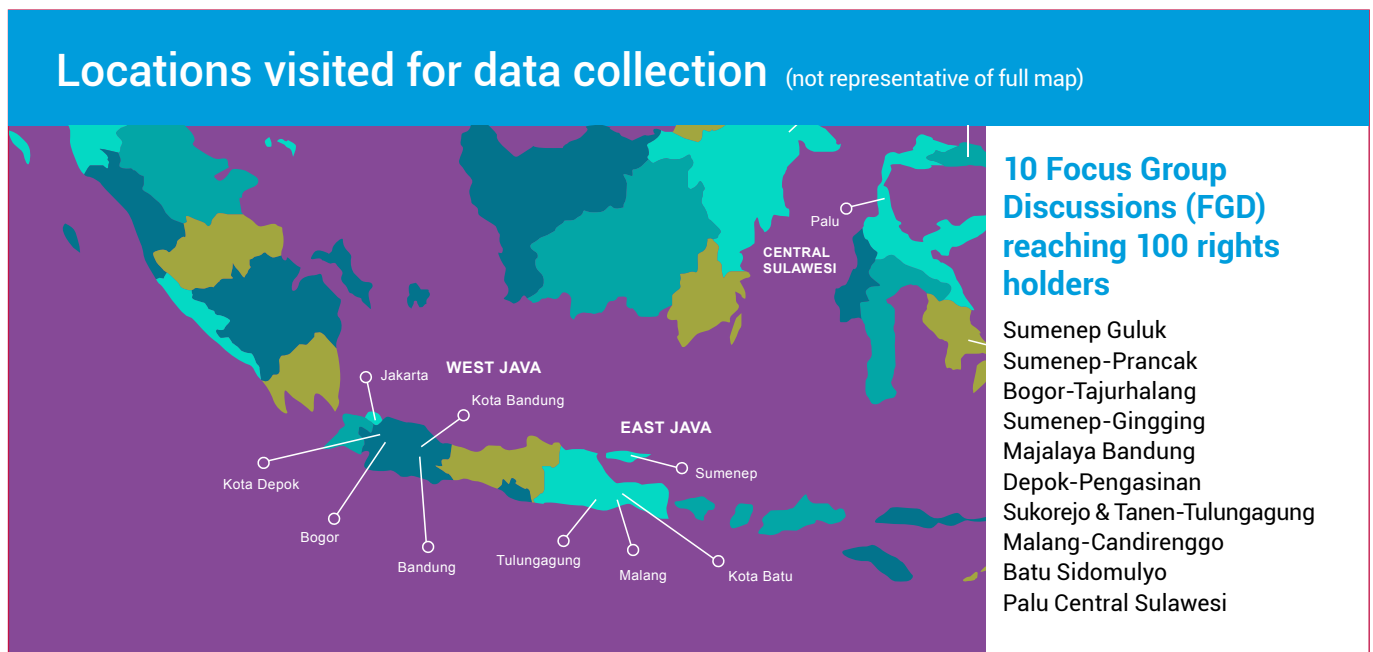 Locations visited for data collection (not representative of full map)
Palu
CENTRAL
SULAWESI
Jakarta
WEST JAVA
Kota Bandung
EAST JAVA
Sumenep
Kota Depok
Bogor
Bandung
Tulungagung
Malang
Kota Batu
10 Focus Group
Discussions (FGD)
reaching 100 rights
holders
Sumenep Guluk
Sumenep-Prancak
Bogor-Tajurhalang
Sumenep-Gingging
Majalaya Bandung
Depok-Pengasinan
Sukorejo & Tanen-Tulungagung
Malang-Candirenggo
Batu Sidomulyo
Palu Central Sulawesi